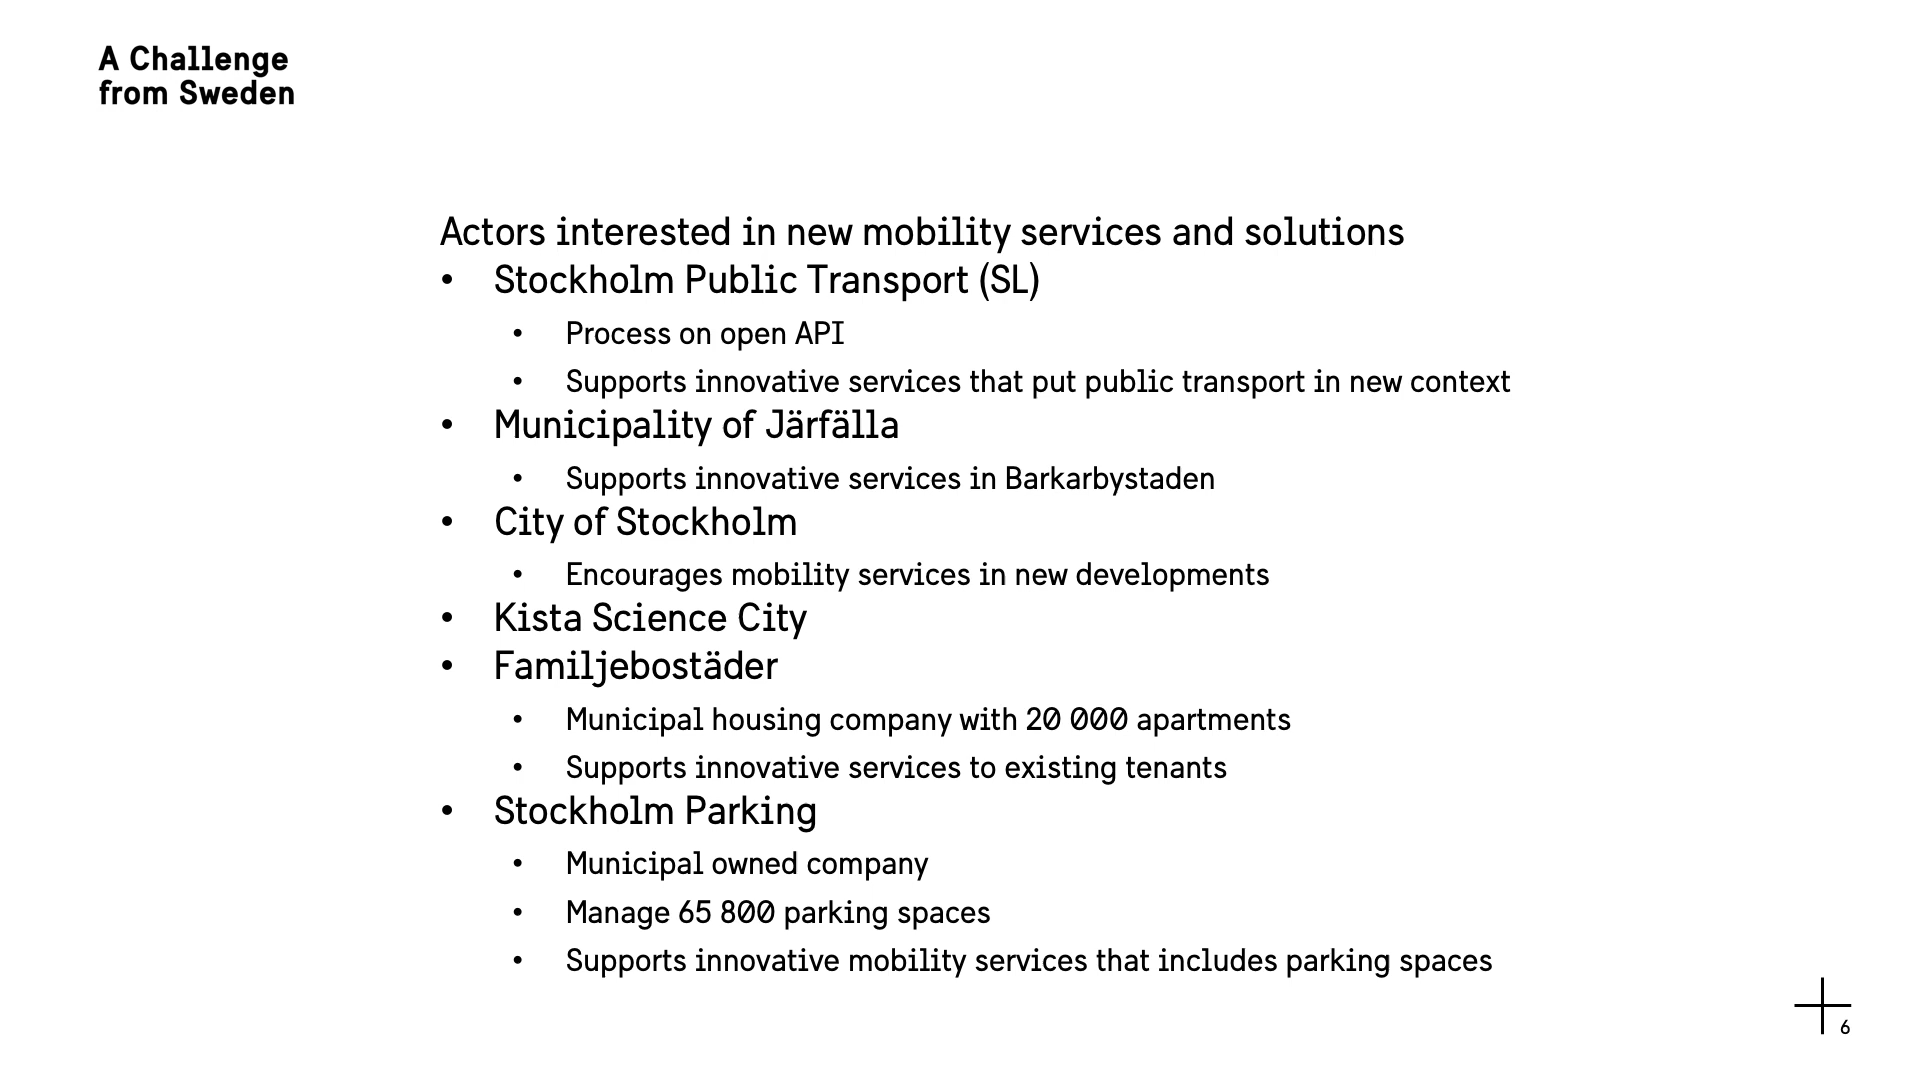 A Challenge
from Sweden
Actors interested in new mobility services and solutions
• Stockholm Public Transport (SL)
• Process on open API
• Supports innovative services that put public transport in new context
• Municipality of Järfälla
• Supports innovative services in Barkarbystaden
• City of Stockholm
• Encourages mobility services in new developments
• Kista Science City
• Familjebostäder
• Municipal housing company with 20 000 apartments
• Supports innovative services to existing tenants
• Stockholm Parking
• Municipal owned company
• Manage 65 800 parking spaces
• Supports innovative mobility services that includes parking spaces
6